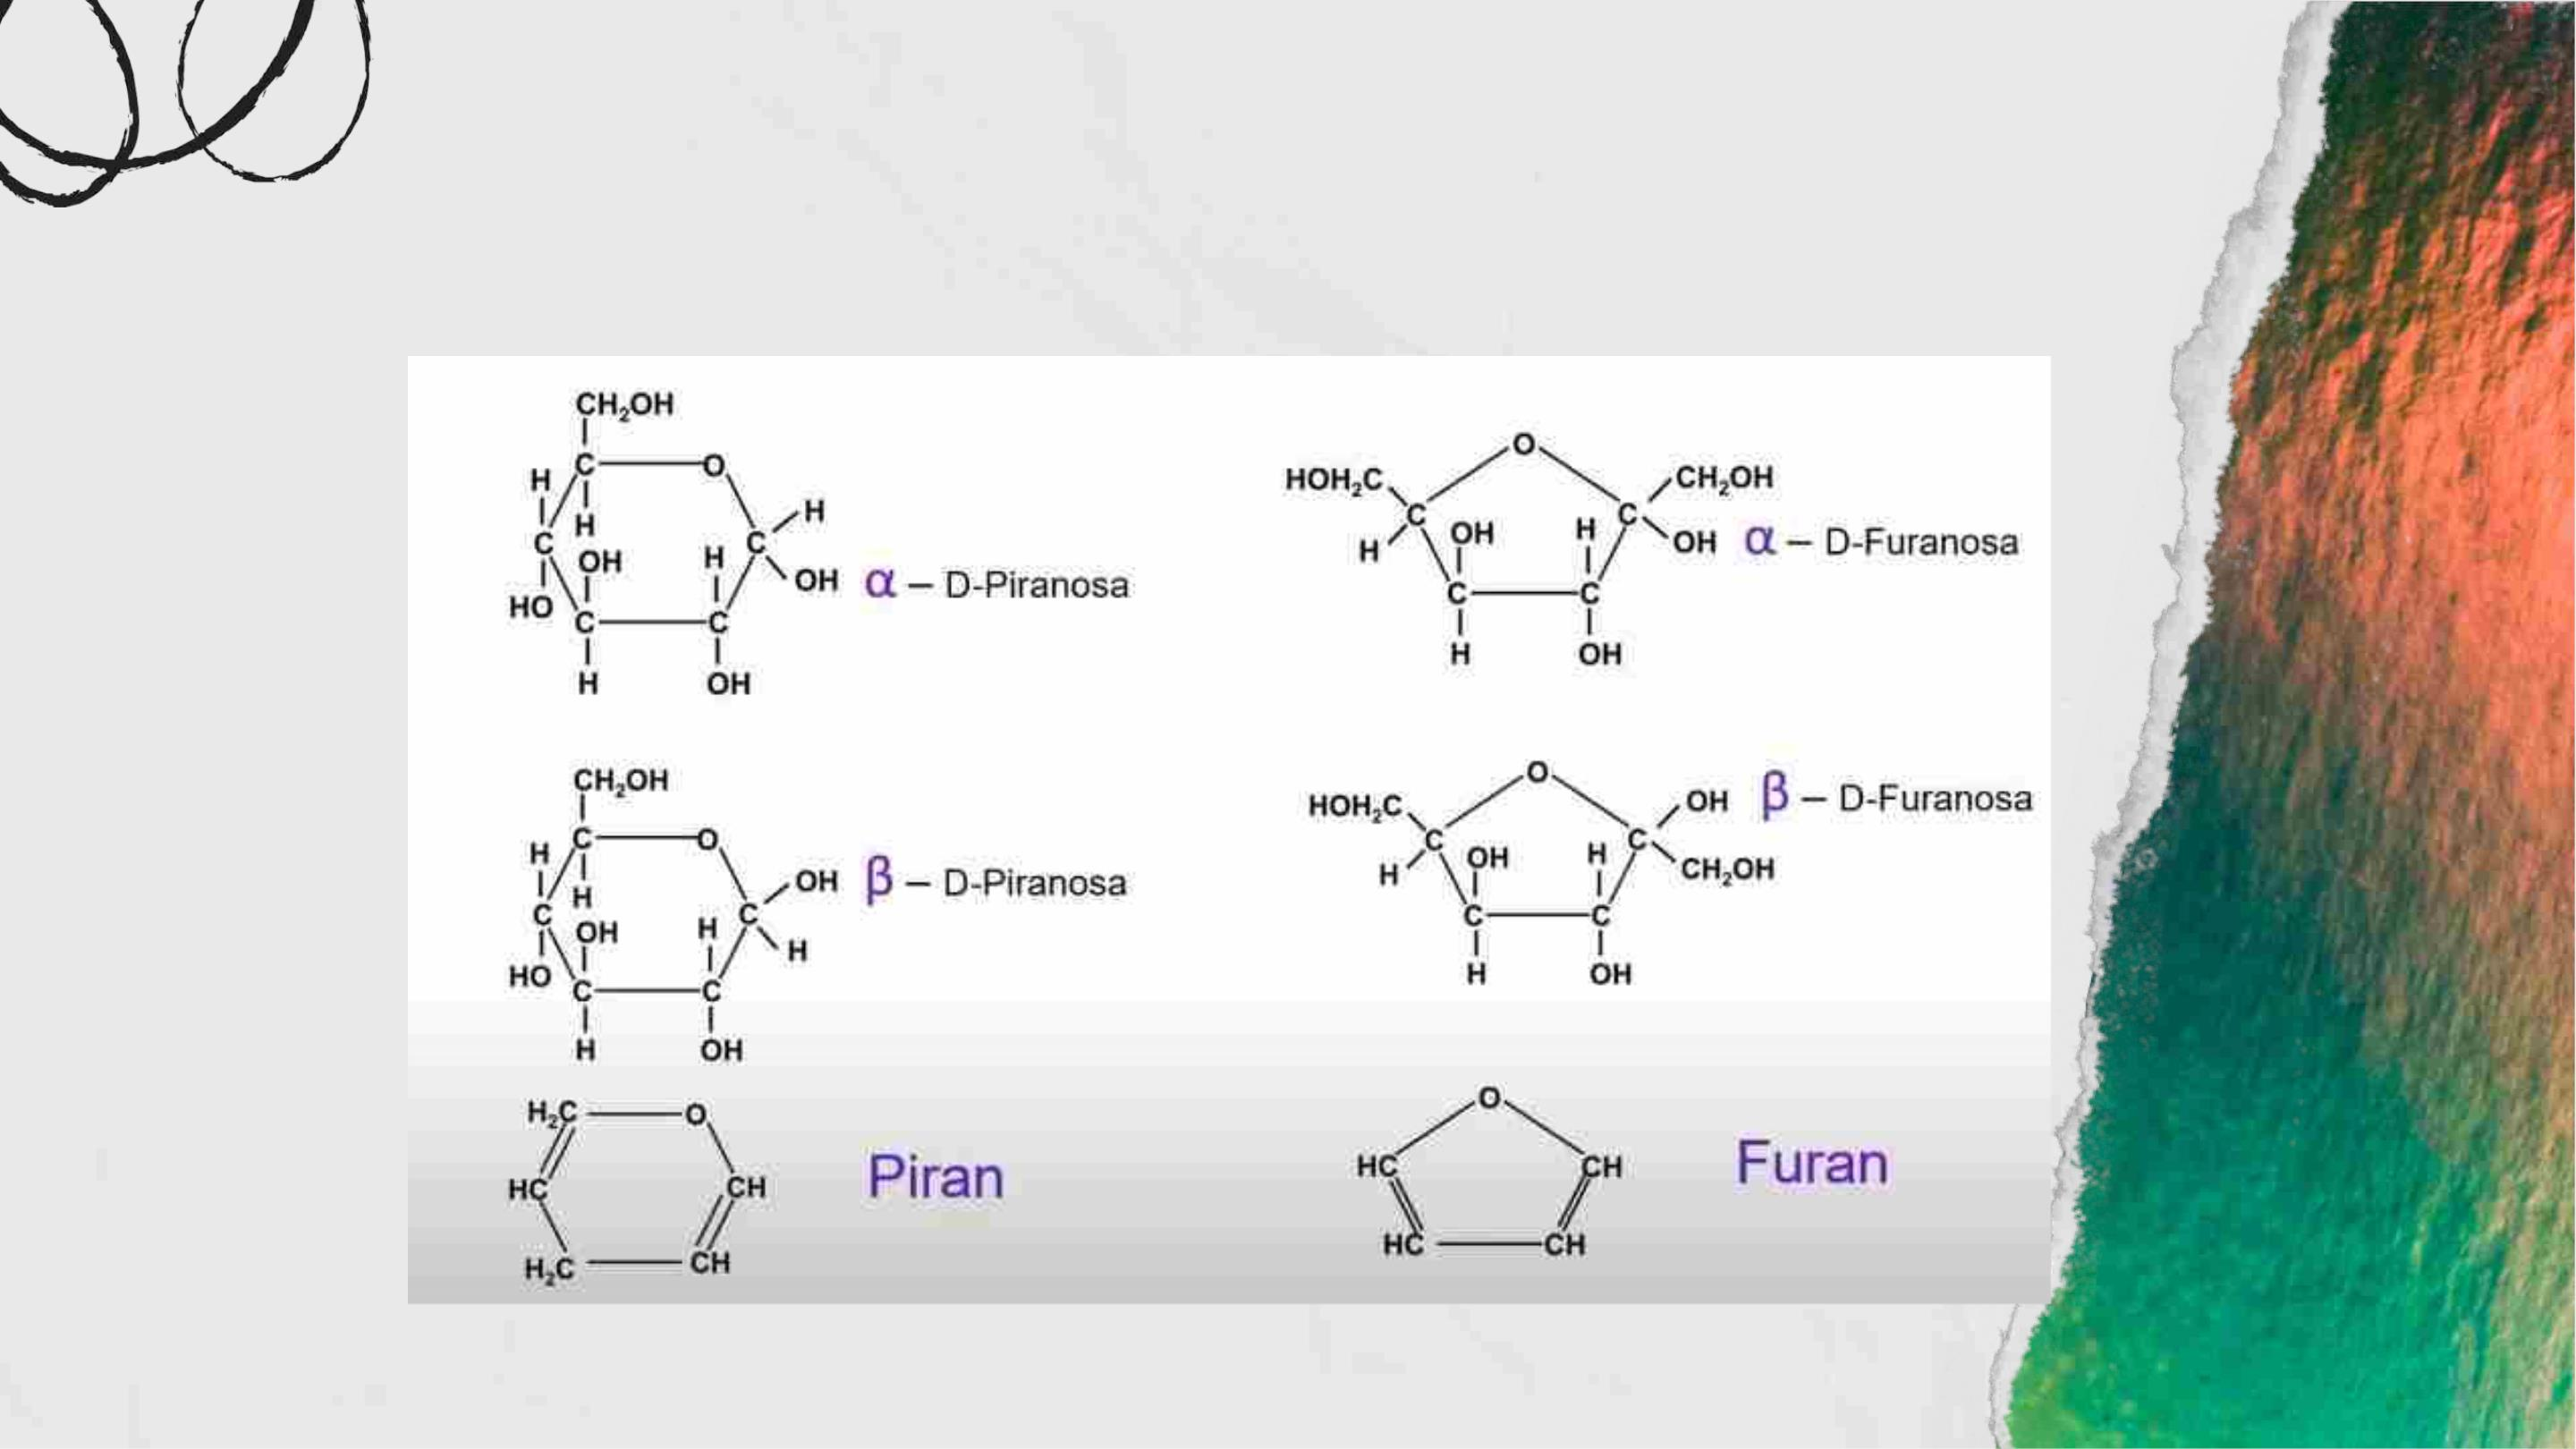 CH₂OH
C O
H H
H
C C
OH H
OH
HO
C C
H OH
α – D-Piranosa
O
HOH₂C CH₂OH
C C
OH H
H OH
C C
H OH
α – D-Furanosa
CH₂OH
C O
H OH
H
C C
OH H
H
HO
C C
H OH
β – D-Piranosa
O
HOH₂C OH
C C
OH H
H CH₂OH
C C
H OH
β – D-Furanosa
H₂C O
HC CH
H₂C CH
Piran
O
HC CH
HC CH
Furan